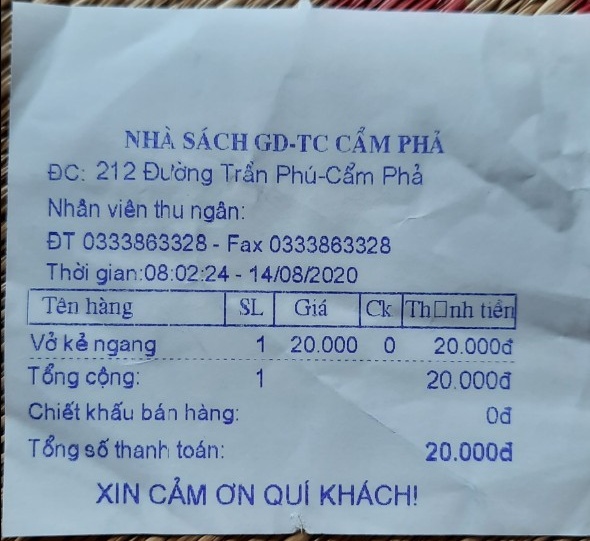 NHÀ SÁCH GD-TC CẨM PHẢ
ĐC: 212 Đường Trần Phú-Cẩm Phả
Nhân viên thu ngân:
ĐT 0333863328 - Fax 0333863328
Thời gian:08:02:24 - 14/08/2020
Tên hàng SL Giá Ck Th□nh tiền
Vở kẻ ngang 1 20.000 0 20.000đ
Tổng cộng: 1 20.000đ
Chiết khấu bán hàng: 0đ
Tổng số thanh toán: 20.000đ
XIN CẢM ƠN QUÍ KHÁCH!